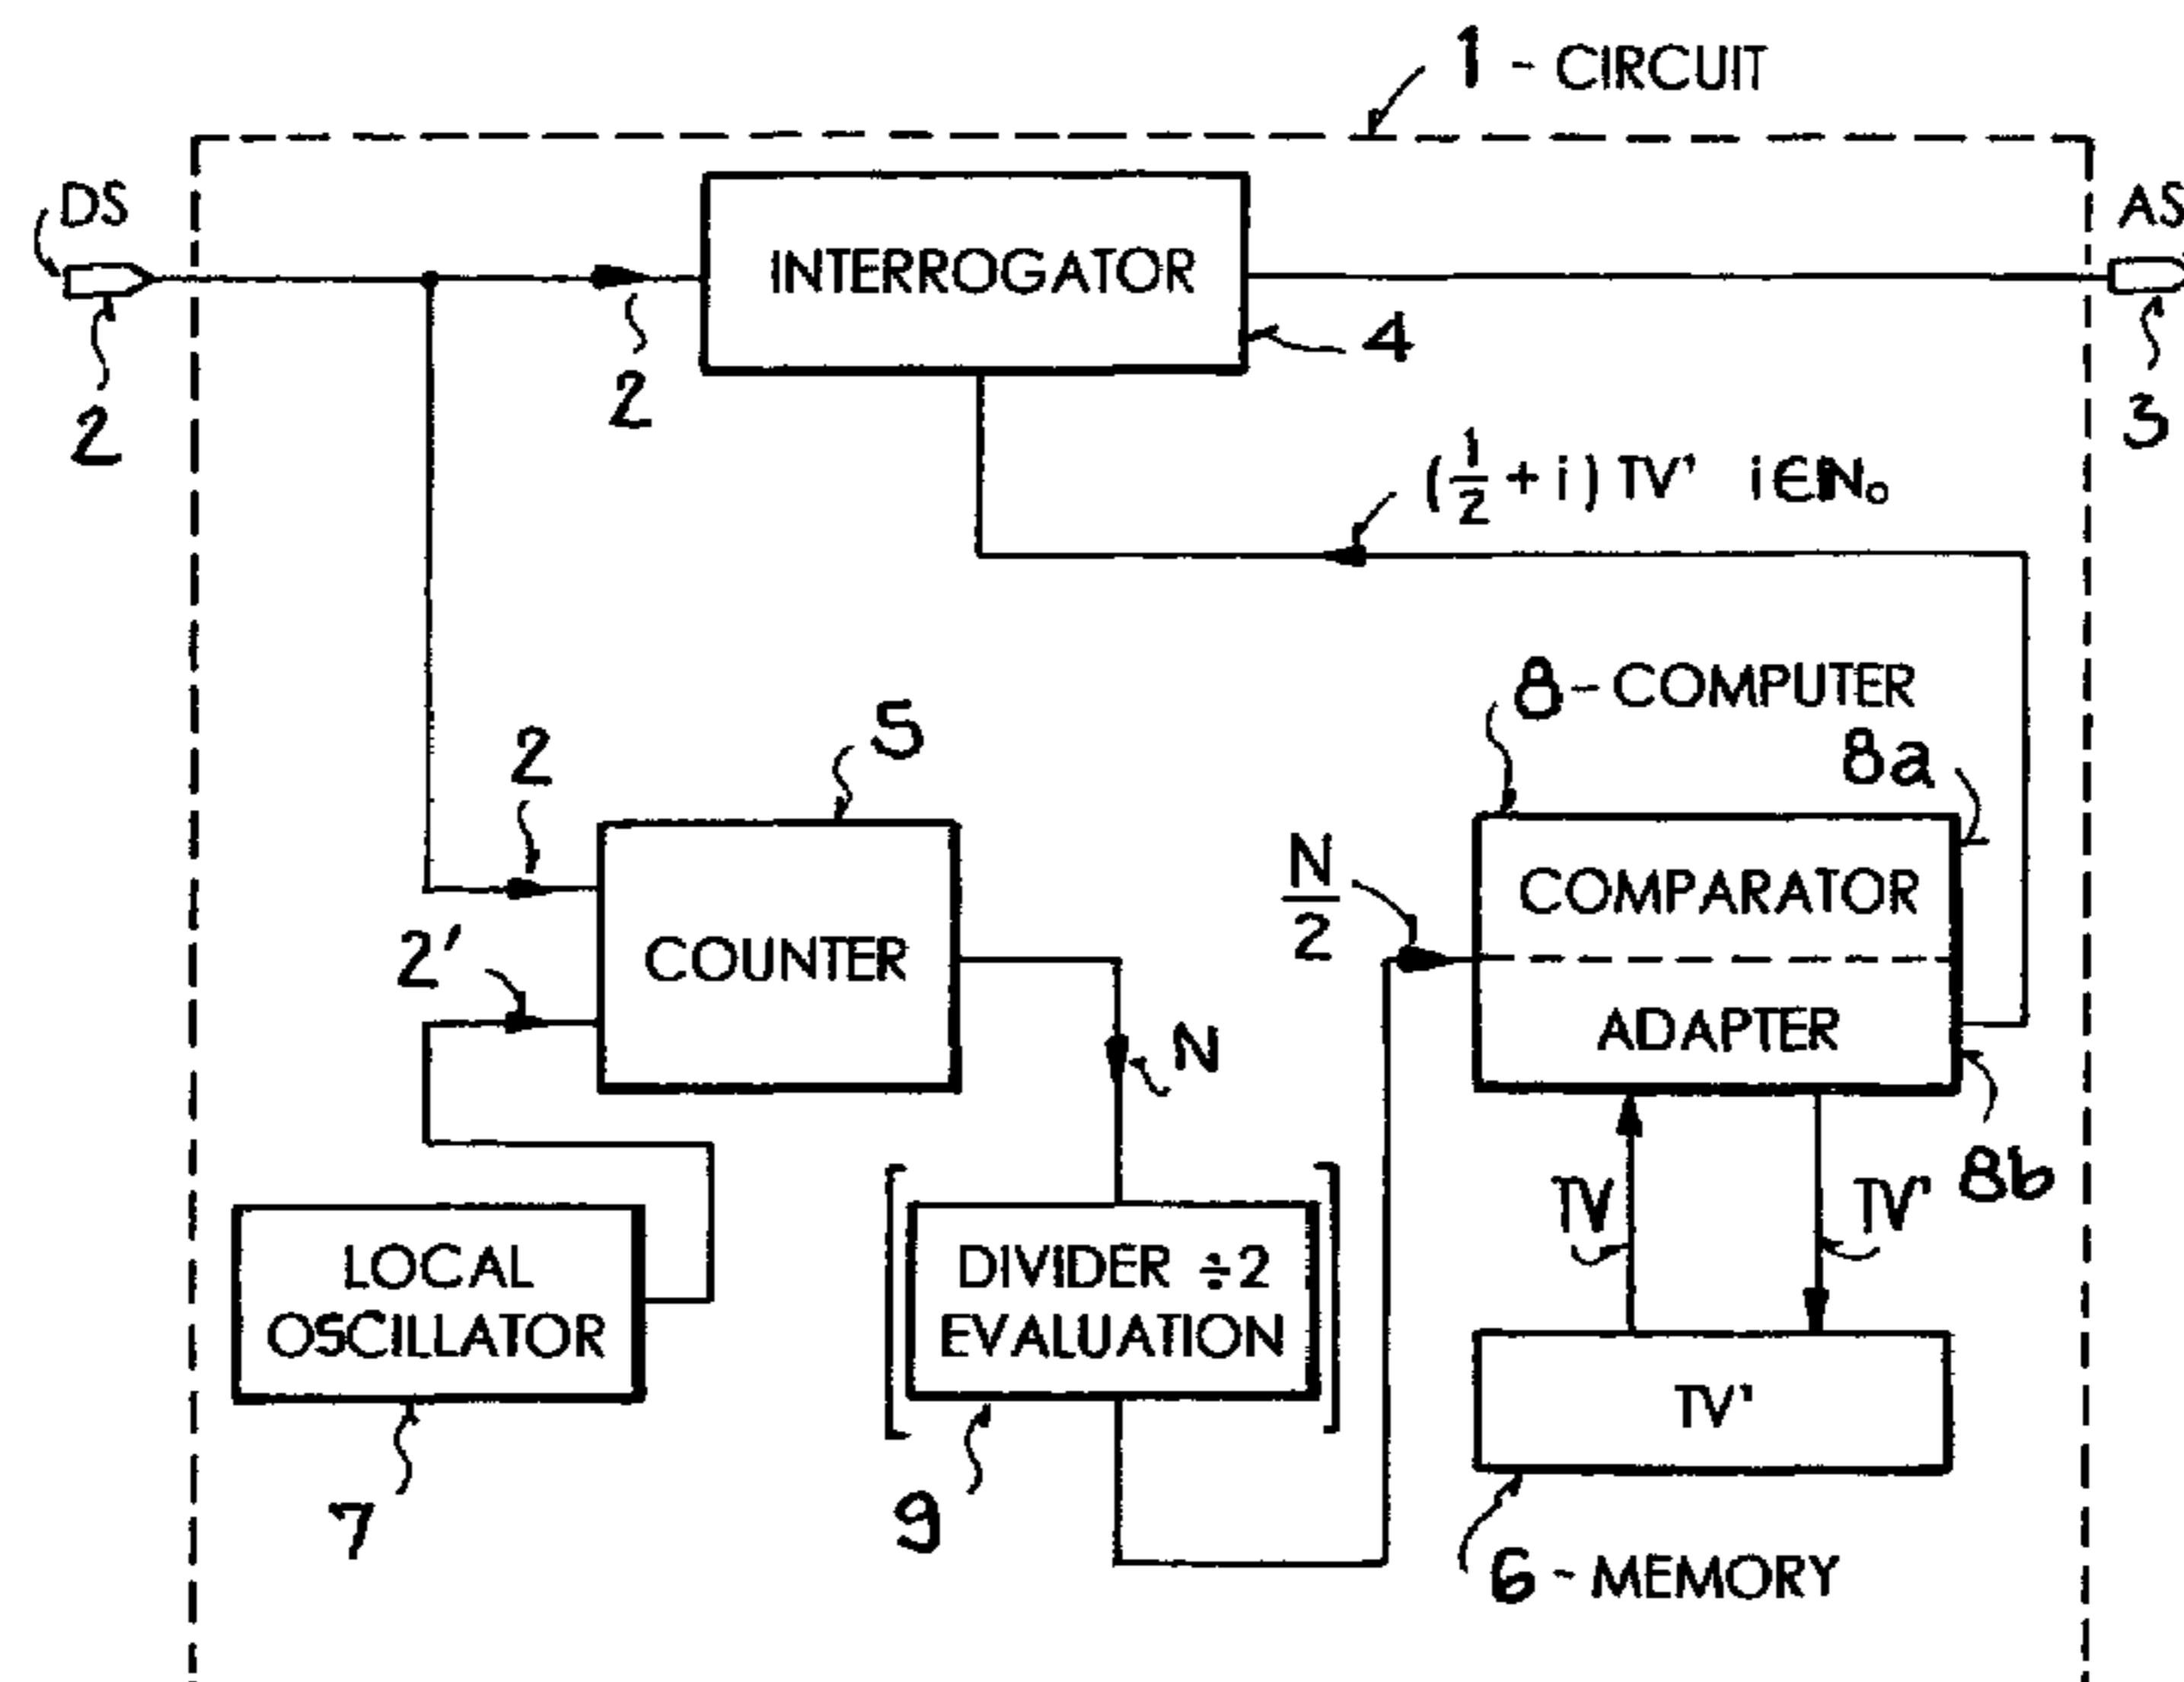 1 - CIRCUIT
DS
AS
INTERROGATOR
2
2
4
3
(1/2 + i) TV' i∈ℕ₀
8 - COMPUTER
8a
5
2
2'
COUNTER
N
N/2
COMPARATOR
ADAPTER
8b
TV
TV'
LOCAL
OSCILLATOR
7
DIVIDER ÷2
EVALUATION
9
TV'
6 - MEMORY